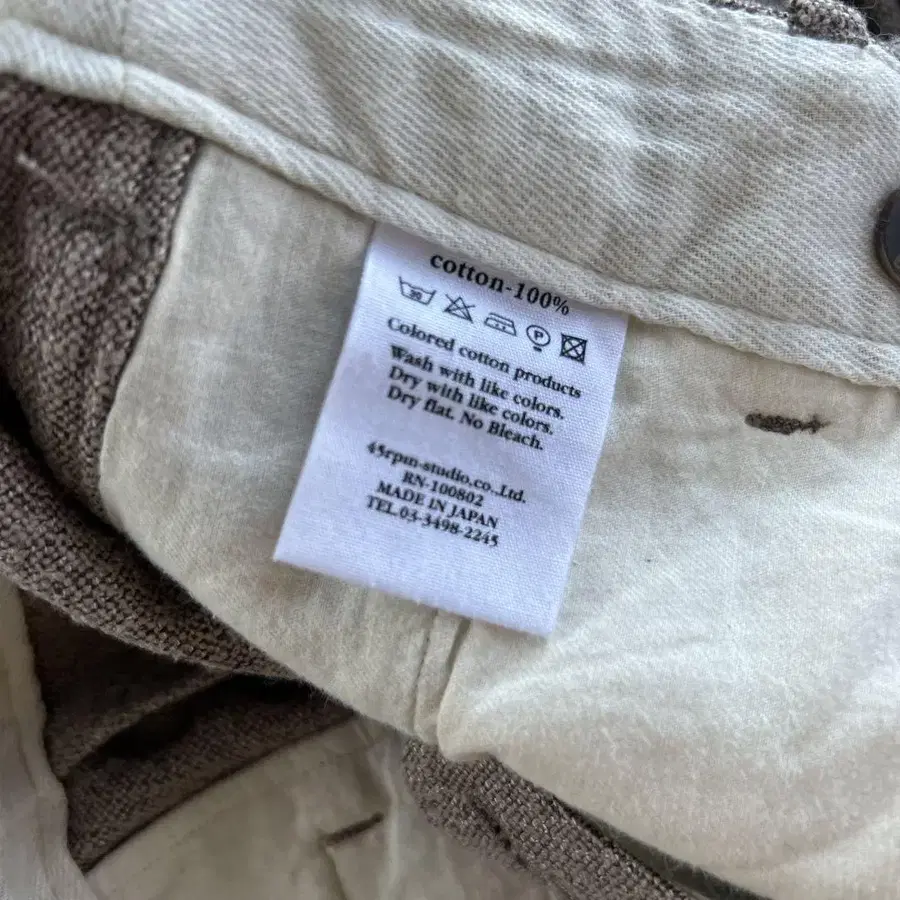 cotton-100%
30 P
Colored cotton products
Wash with like colors.
Dry with like colors.
Dry flat. No Bleach.
45rpm-studio,co.,Ltd.
RN-100802
MADE IN JAPAN
TEL.03-3498-2245